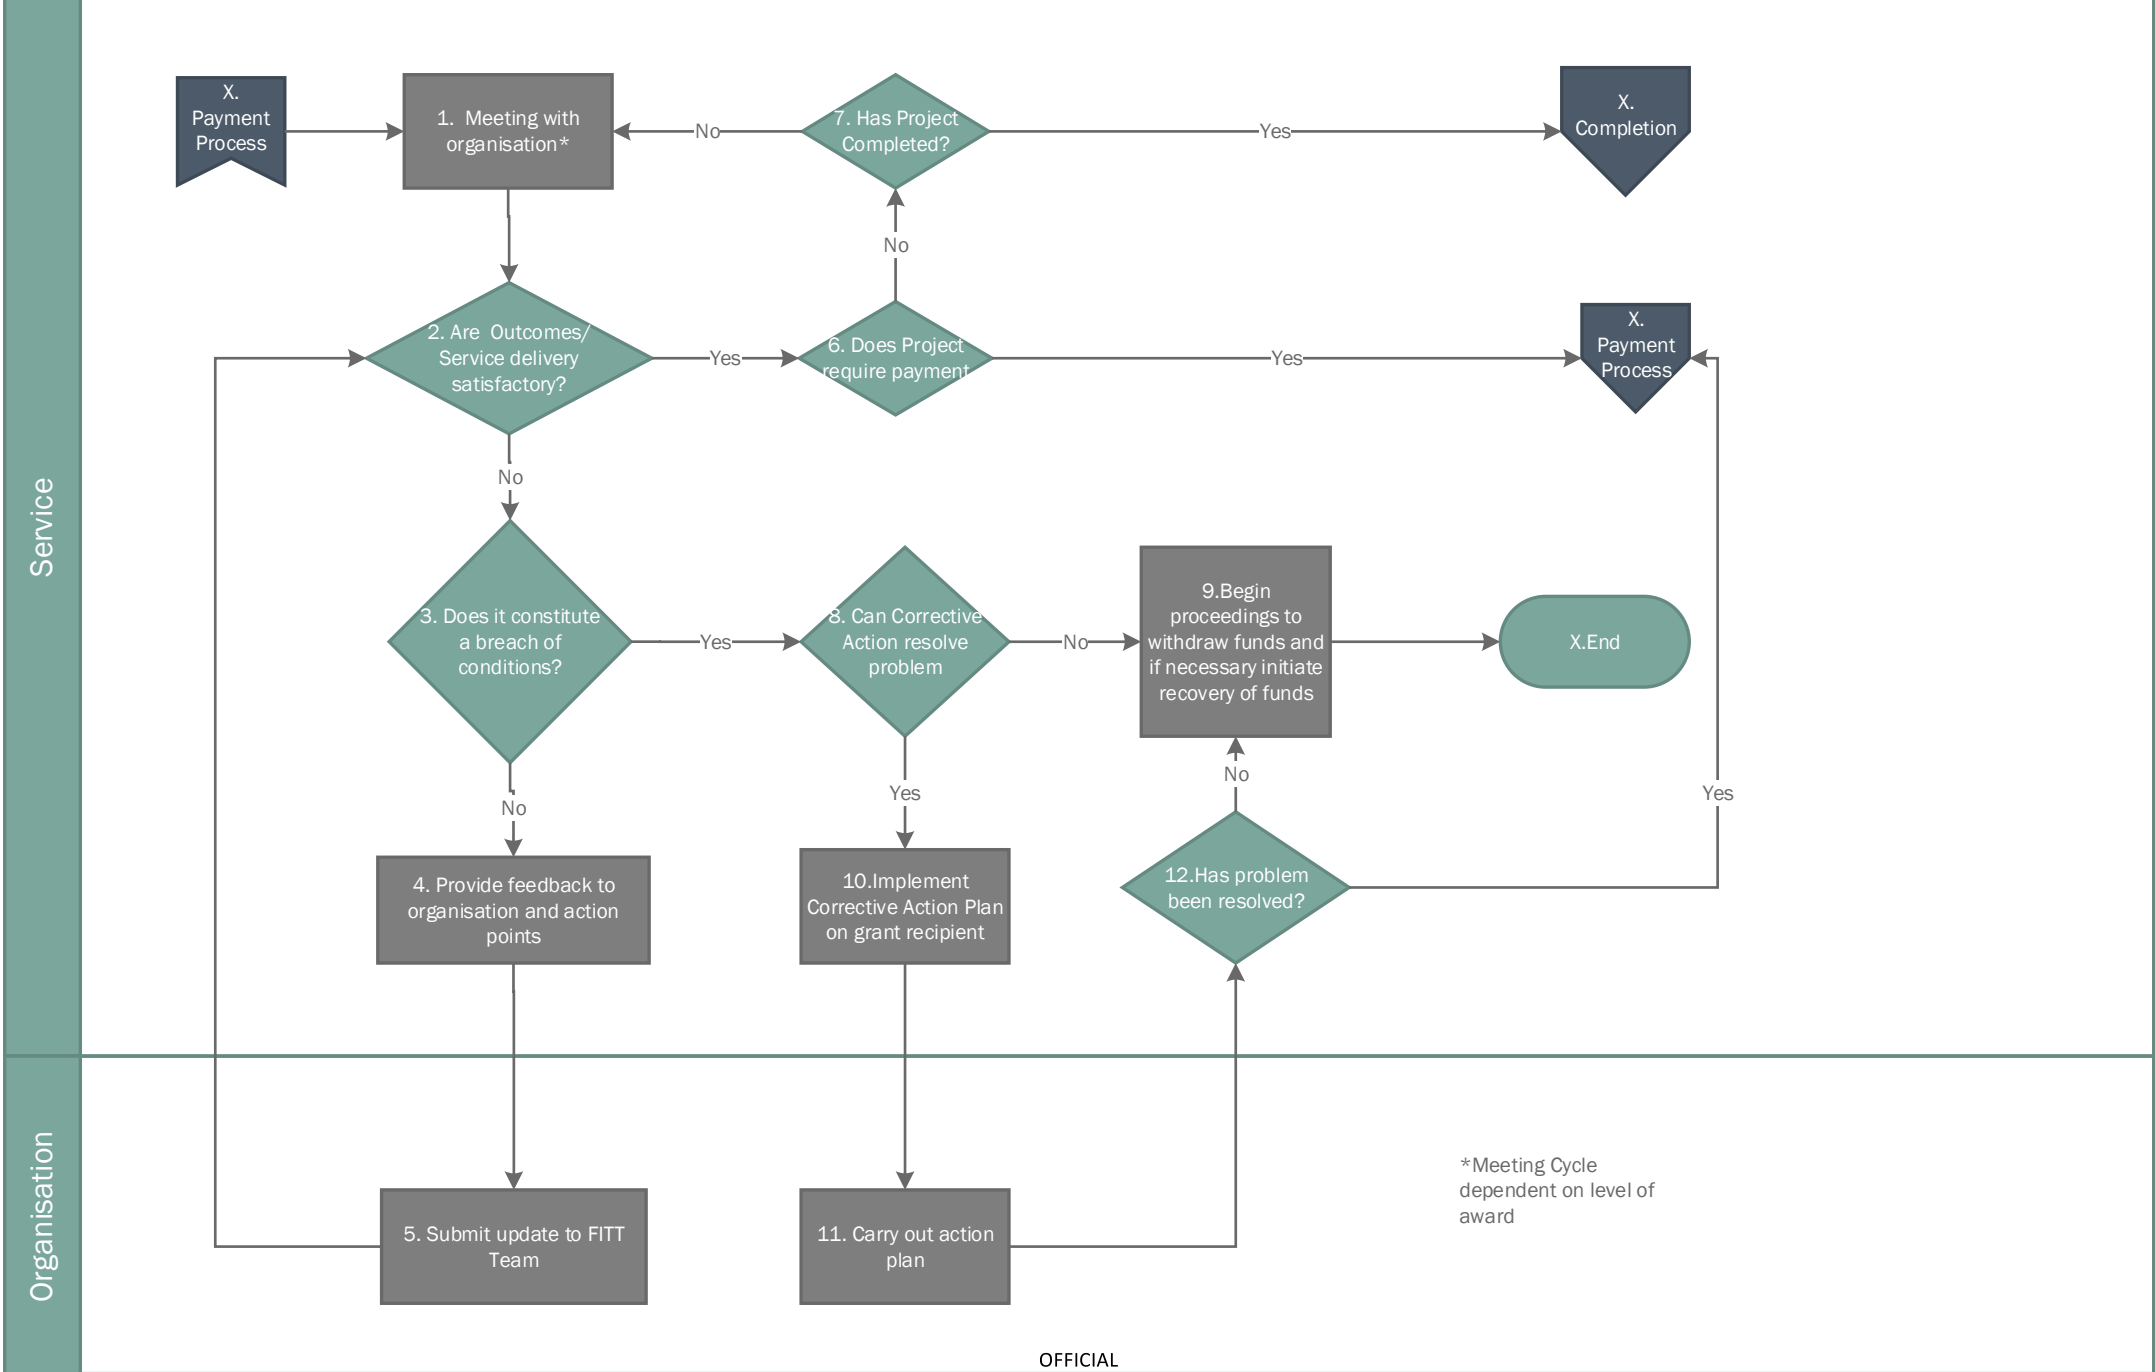 Service
X.
Payment
Process
1. Meeting with
organisation*
No
7. Has Project
Completed?
Yes
X.
Completion
No
2. Are Outcomes/
Service delivery
satisfactory?
Yes
6. Does Project
require payment
Yes
X.
Payment
Process
No
3. Does it constitute
a breach of
conditions?
Yes
8. Can Corrective
Action resolve
problem
No
9.Begin
proceedings to
withdraw funds and
if necessary initiate
recovery of funds
X.End
No
Yes
No
Yes
4. Provide feedback to
organisation and action
points
10.Implement
Corrective Action Plan
on grant recipient
12.Has problem
been resolved?
Organisation
5. Submit update to FITT
Team
11. Carry out action
plan
*Meeting Cycle
dependent on level of
award
OFFICIAL